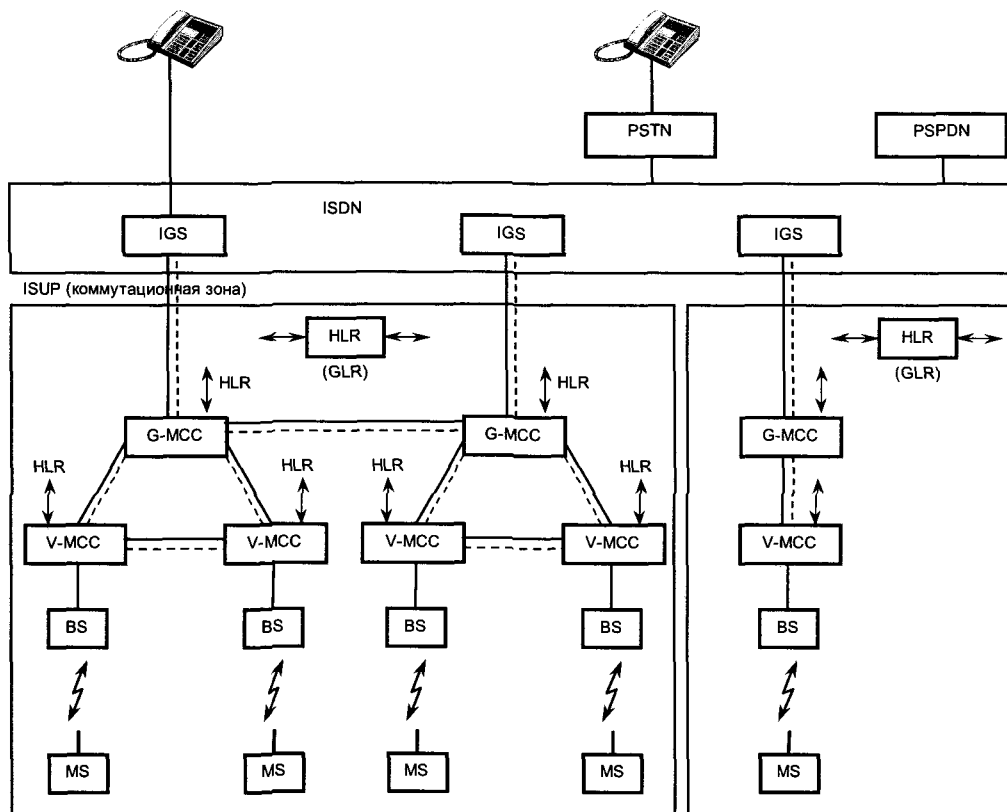 PSTN
PSPDN
ISDN
IGS
IGS
IGS
ISUP (коммутационная зона)
HLR
(GLR)
HLR
(GLR)
HLR
HLR
G-MCC
G-MCC
G-MCC
HLR
HLR
HLR
HLR
V-MCC
V-MCC
V-MCC
V-MCC
V-MCC
BS
BS
BS
BS
BS
MS
MS
MS
MS
MS